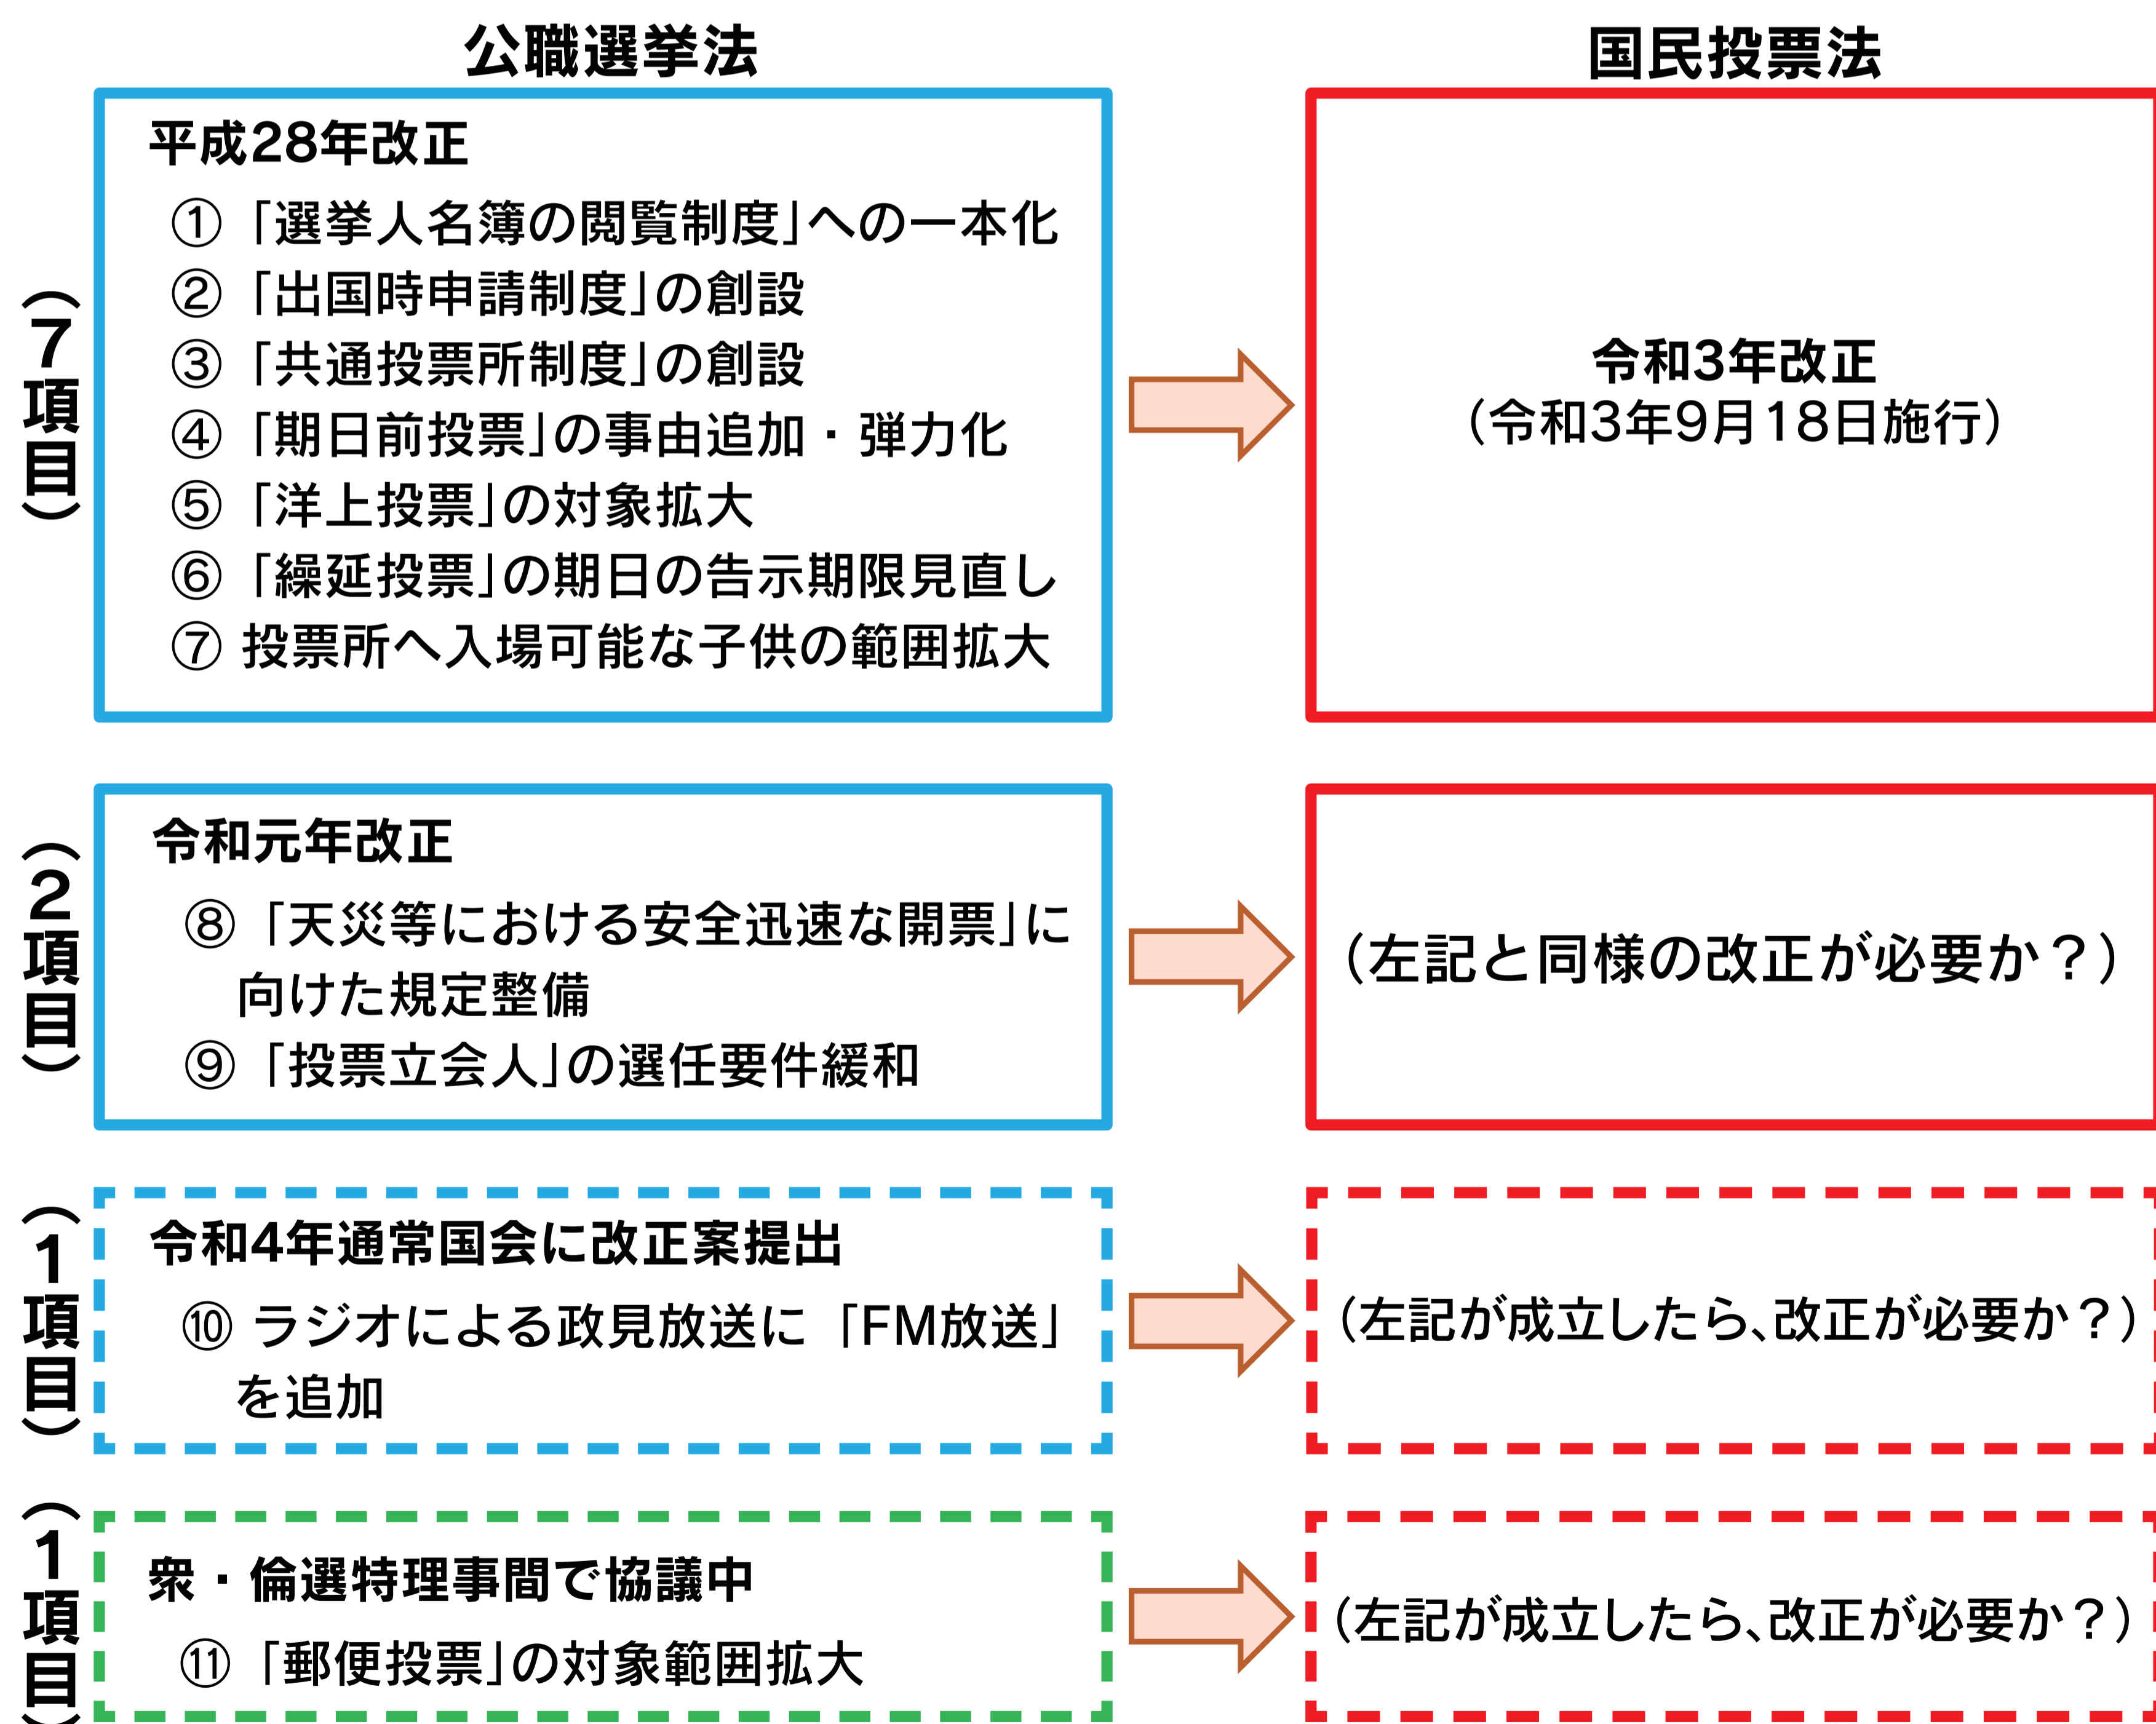 公職選挙法
国民投票法
（7項目）
平成28年改正
① 「選挙人名簿の閲覧制度」への一本化
② 「出国時申請制度」の創設
③ 「共通投票所制度」の創設
④ 「期日前投票」の事由追加・弾力化
⑤ 「洋上投票」の対象拡大
⑥ 「繰延投票」の期日の告示期限見直し
⑦ 投票所へ入場可能な子供の範囲拡大
令和3年改正
（令和3年9月18日施行）
（2項目）
令和元年改正
⑧ 「天災等における安全迅速な開票」に
向けた規定整備
⑨ 「投票立会人」の選任要件緩和
（左記と同様の改正が必要か？）
（1項目）
令和4年通常国会に改正案提出
⑩ ラジオによる政見放送に「FM放送」
を追加
（左記が成立したら、改正が必要か？）
（1項目）
衆・倫選特理事間で協議中
⑪ 「郵便投票」の対象範囲拡大
（左記が成立したら、改正が必要か？）